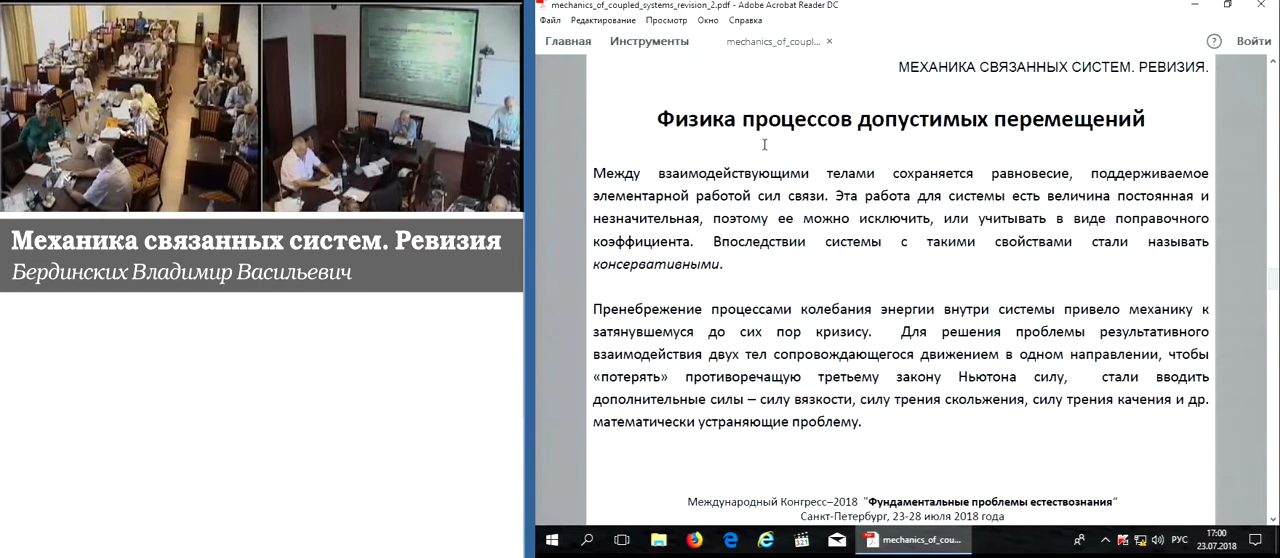 Механика связанных систем. Ревизия
Бердинских Владимир Васильевич
mechanics_of_coupled_systems_revision_2.pdf - Adobe Acrobat Reader DC
Файл Редактирование Просмотр Окно Справка
Главная Инструменты mechanics_of_coupl... ×
Войти
МЕХАНИКА СВЯЗАННЫХ СИСТЕМ. РЕВИЗИЯ.
Физика процессов допустимых перемещений
Между взаимодействующими телами сохраняется равновесие, поддерживаемое
элементарной работой сил связи. Эта работа для системы есть величина постоянная и
незначительная, поэтому ее можно исключить, или учитывать в виде поправочного
коэффициента. Впоследствии системы с такими свойствами стали называть
консервативными.
Пренебрежение процессами колебания энергии внутри системы привело механику к
затянувшемуся до сих пор кризису. Для решения проблемы результативного
взаимодействия двух тел сопровождающегося движением в одном направлении, чтобы
«потерять» противоречащую третьему закону Ньютона силу, стали вводить
дополнительные силы – силу вязкости, силу трения скольжения, силу трения качения и др.
математически устраняющие проблему.
Международный Конгресс–2018 "Фундаментальные проблемы естествознания"
Санкт-Петербург, 23-28 июля 2018 года
mechanics_of_cou...
РУС
17:00
23.07.2018